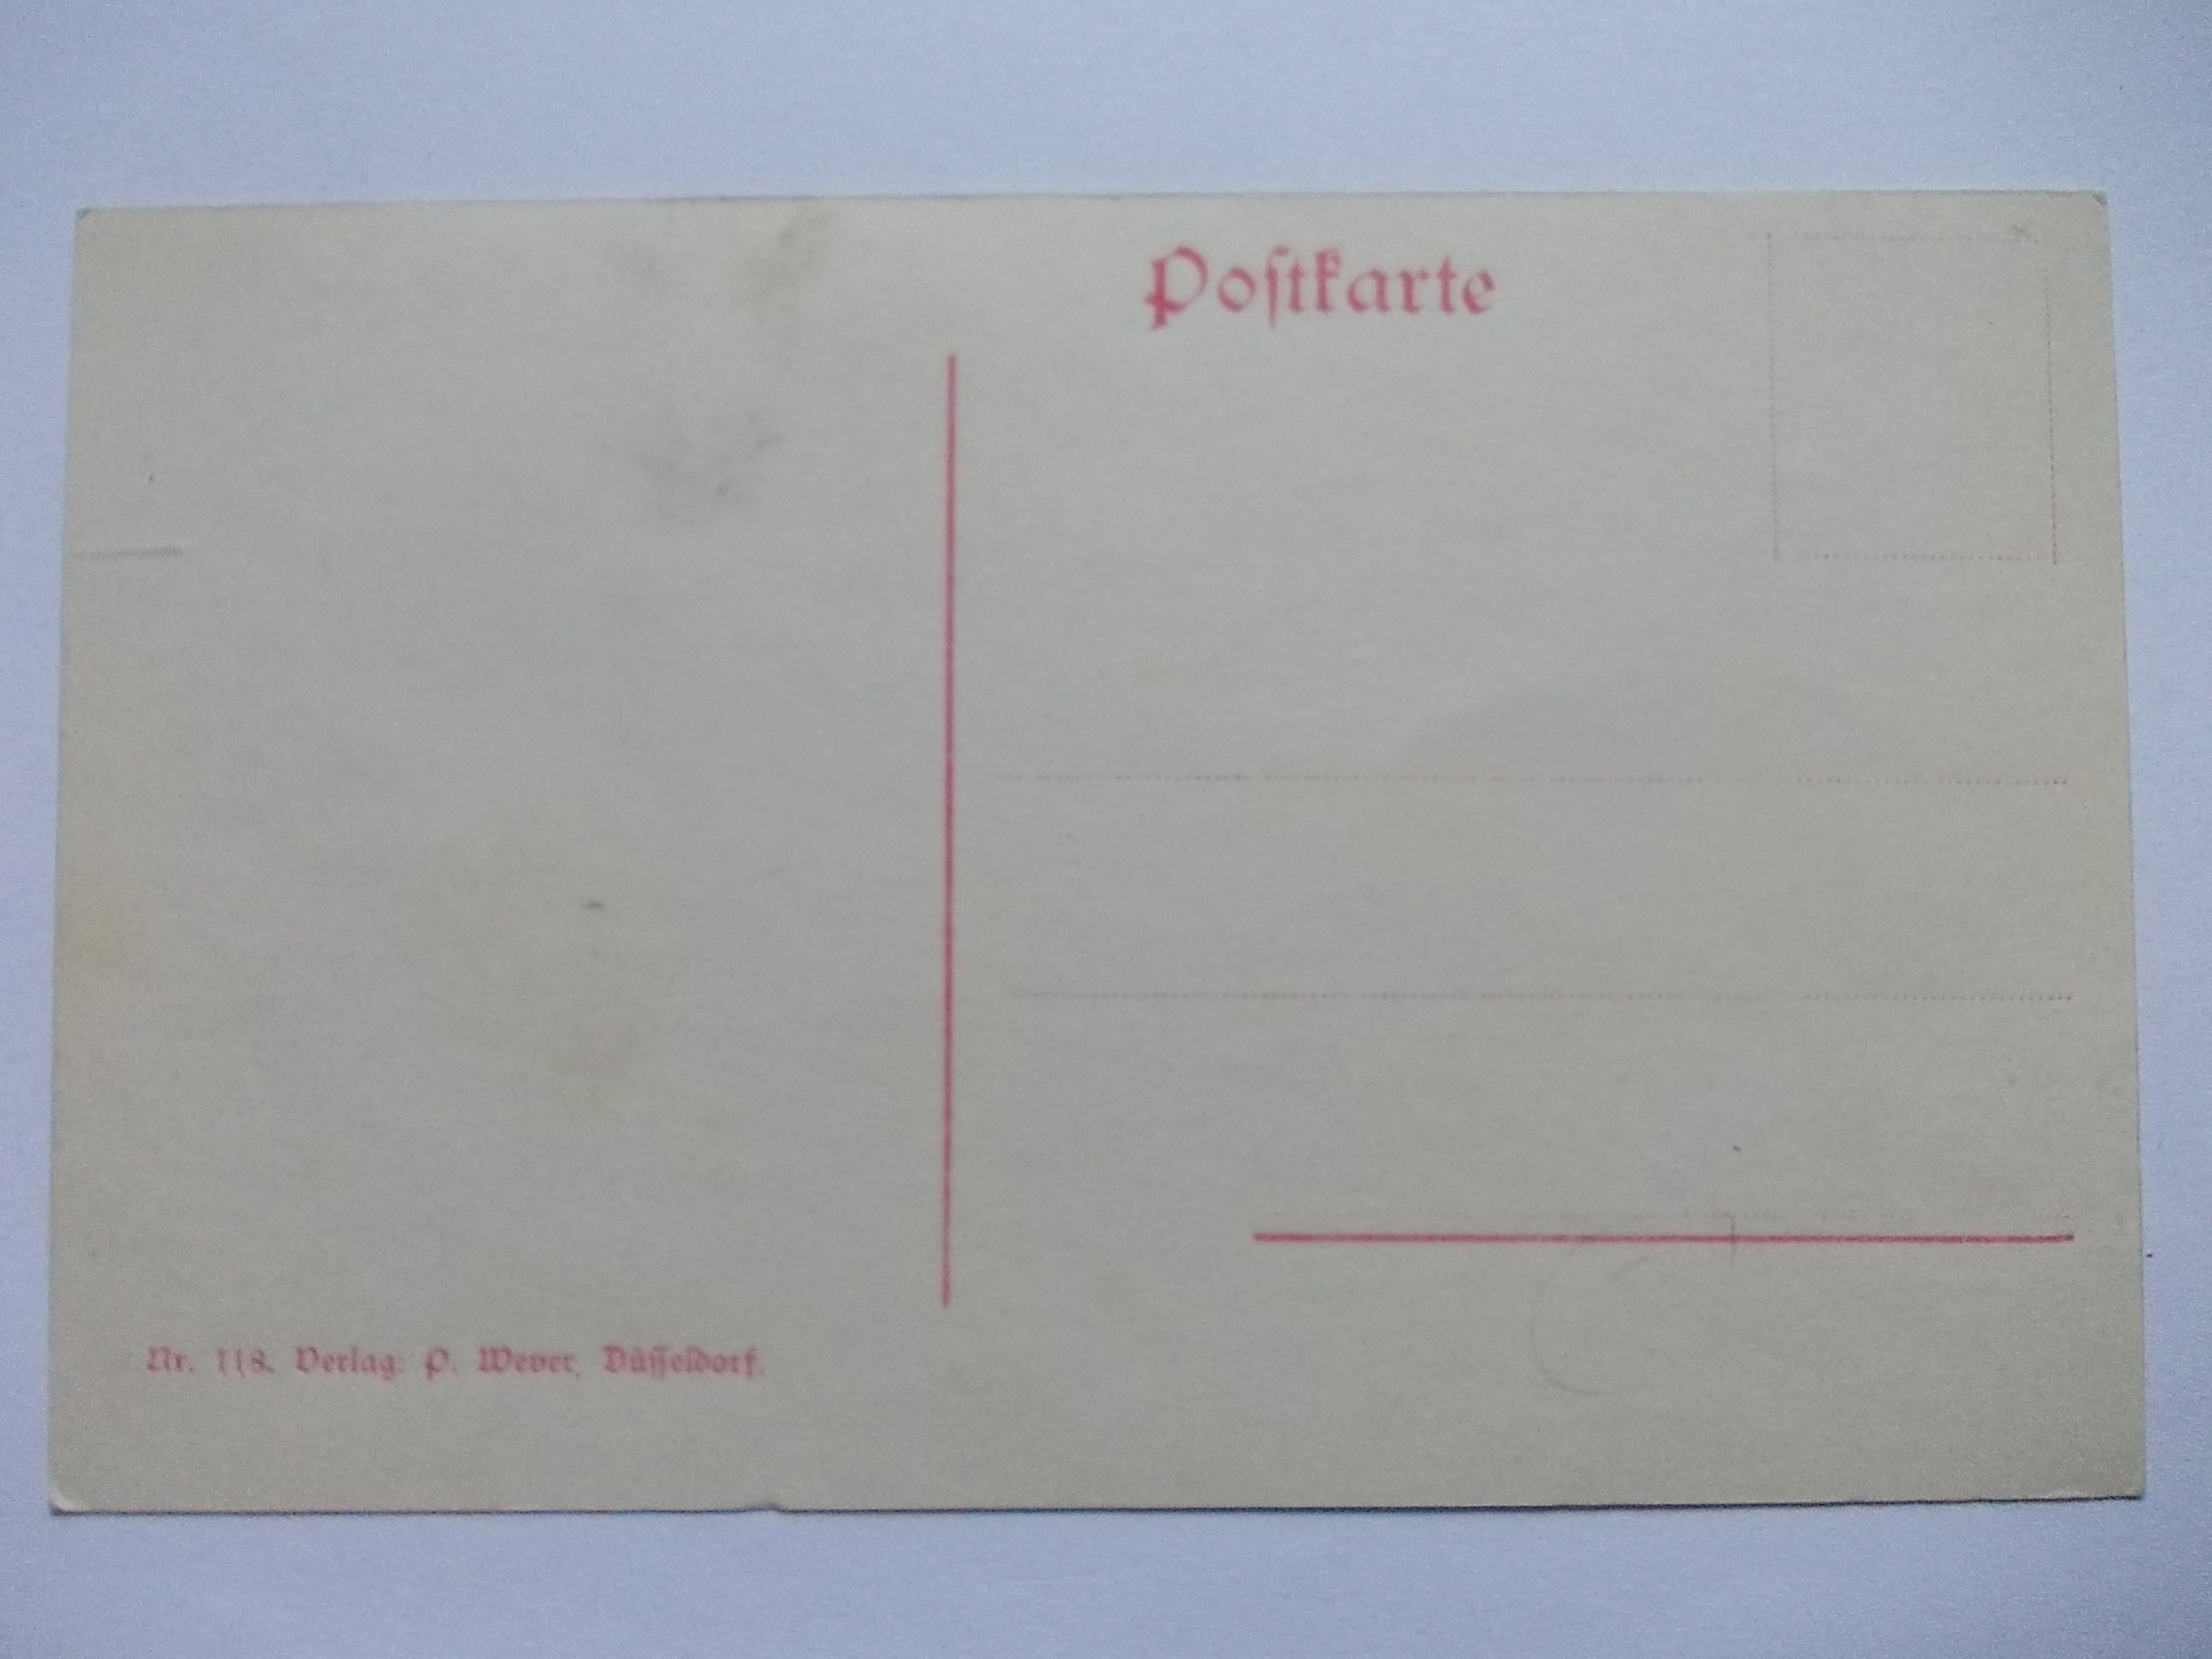 Poſtkarte
Nr. 118. Verlag: P. Wever, Düſſeldorf.